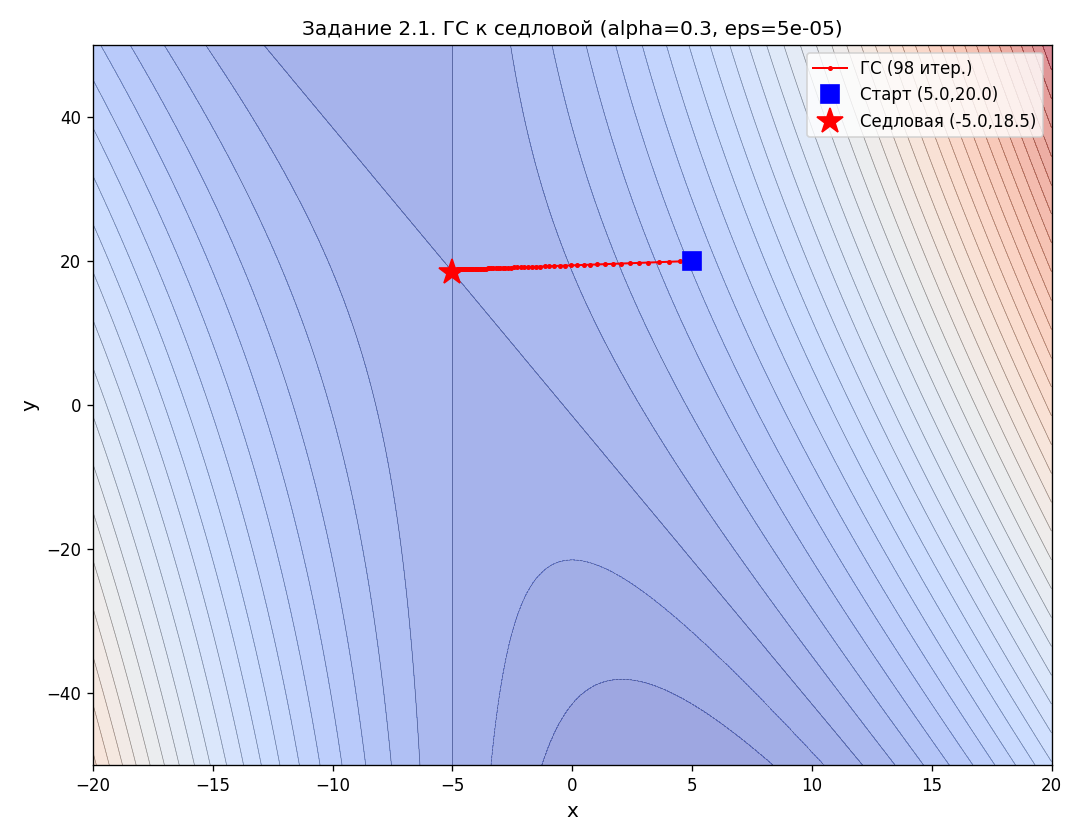 Задание 2.1. ГС к седловой (alpha=0.3, eps=5e-05)
ГС (98 итер.)
Старт (5.0,20.0)
Седловая (-5.0,18.5)
y
40
20
0
−20
−40
−20 −15 −10 −5 0 5 10 15 20
x